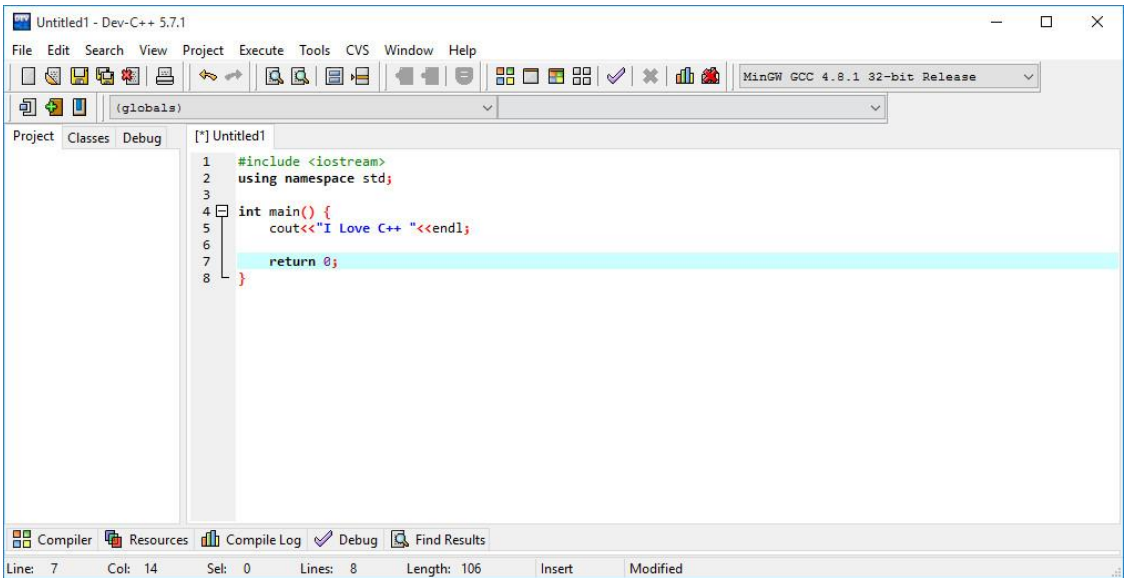 Untitled1 - Dev-C++ 5.7.1
File Edit Search View Project Execute Tools CVS Window Help
MinGW GCC 4.8.1 32-bit Release
(globals)
Project Classes Debug [*] Untitled1
1 #include <iostream>
2 using namespace std;
3
4 int main() {
5 cout<<"I Love C++ "<<endl;
6
7 return 0;
8 }
Compiler Resources Compile Log Debug Find Results
Line: 7 Col: 14 Sel: 0 Lines: 8 Length: 106 Insert Modified